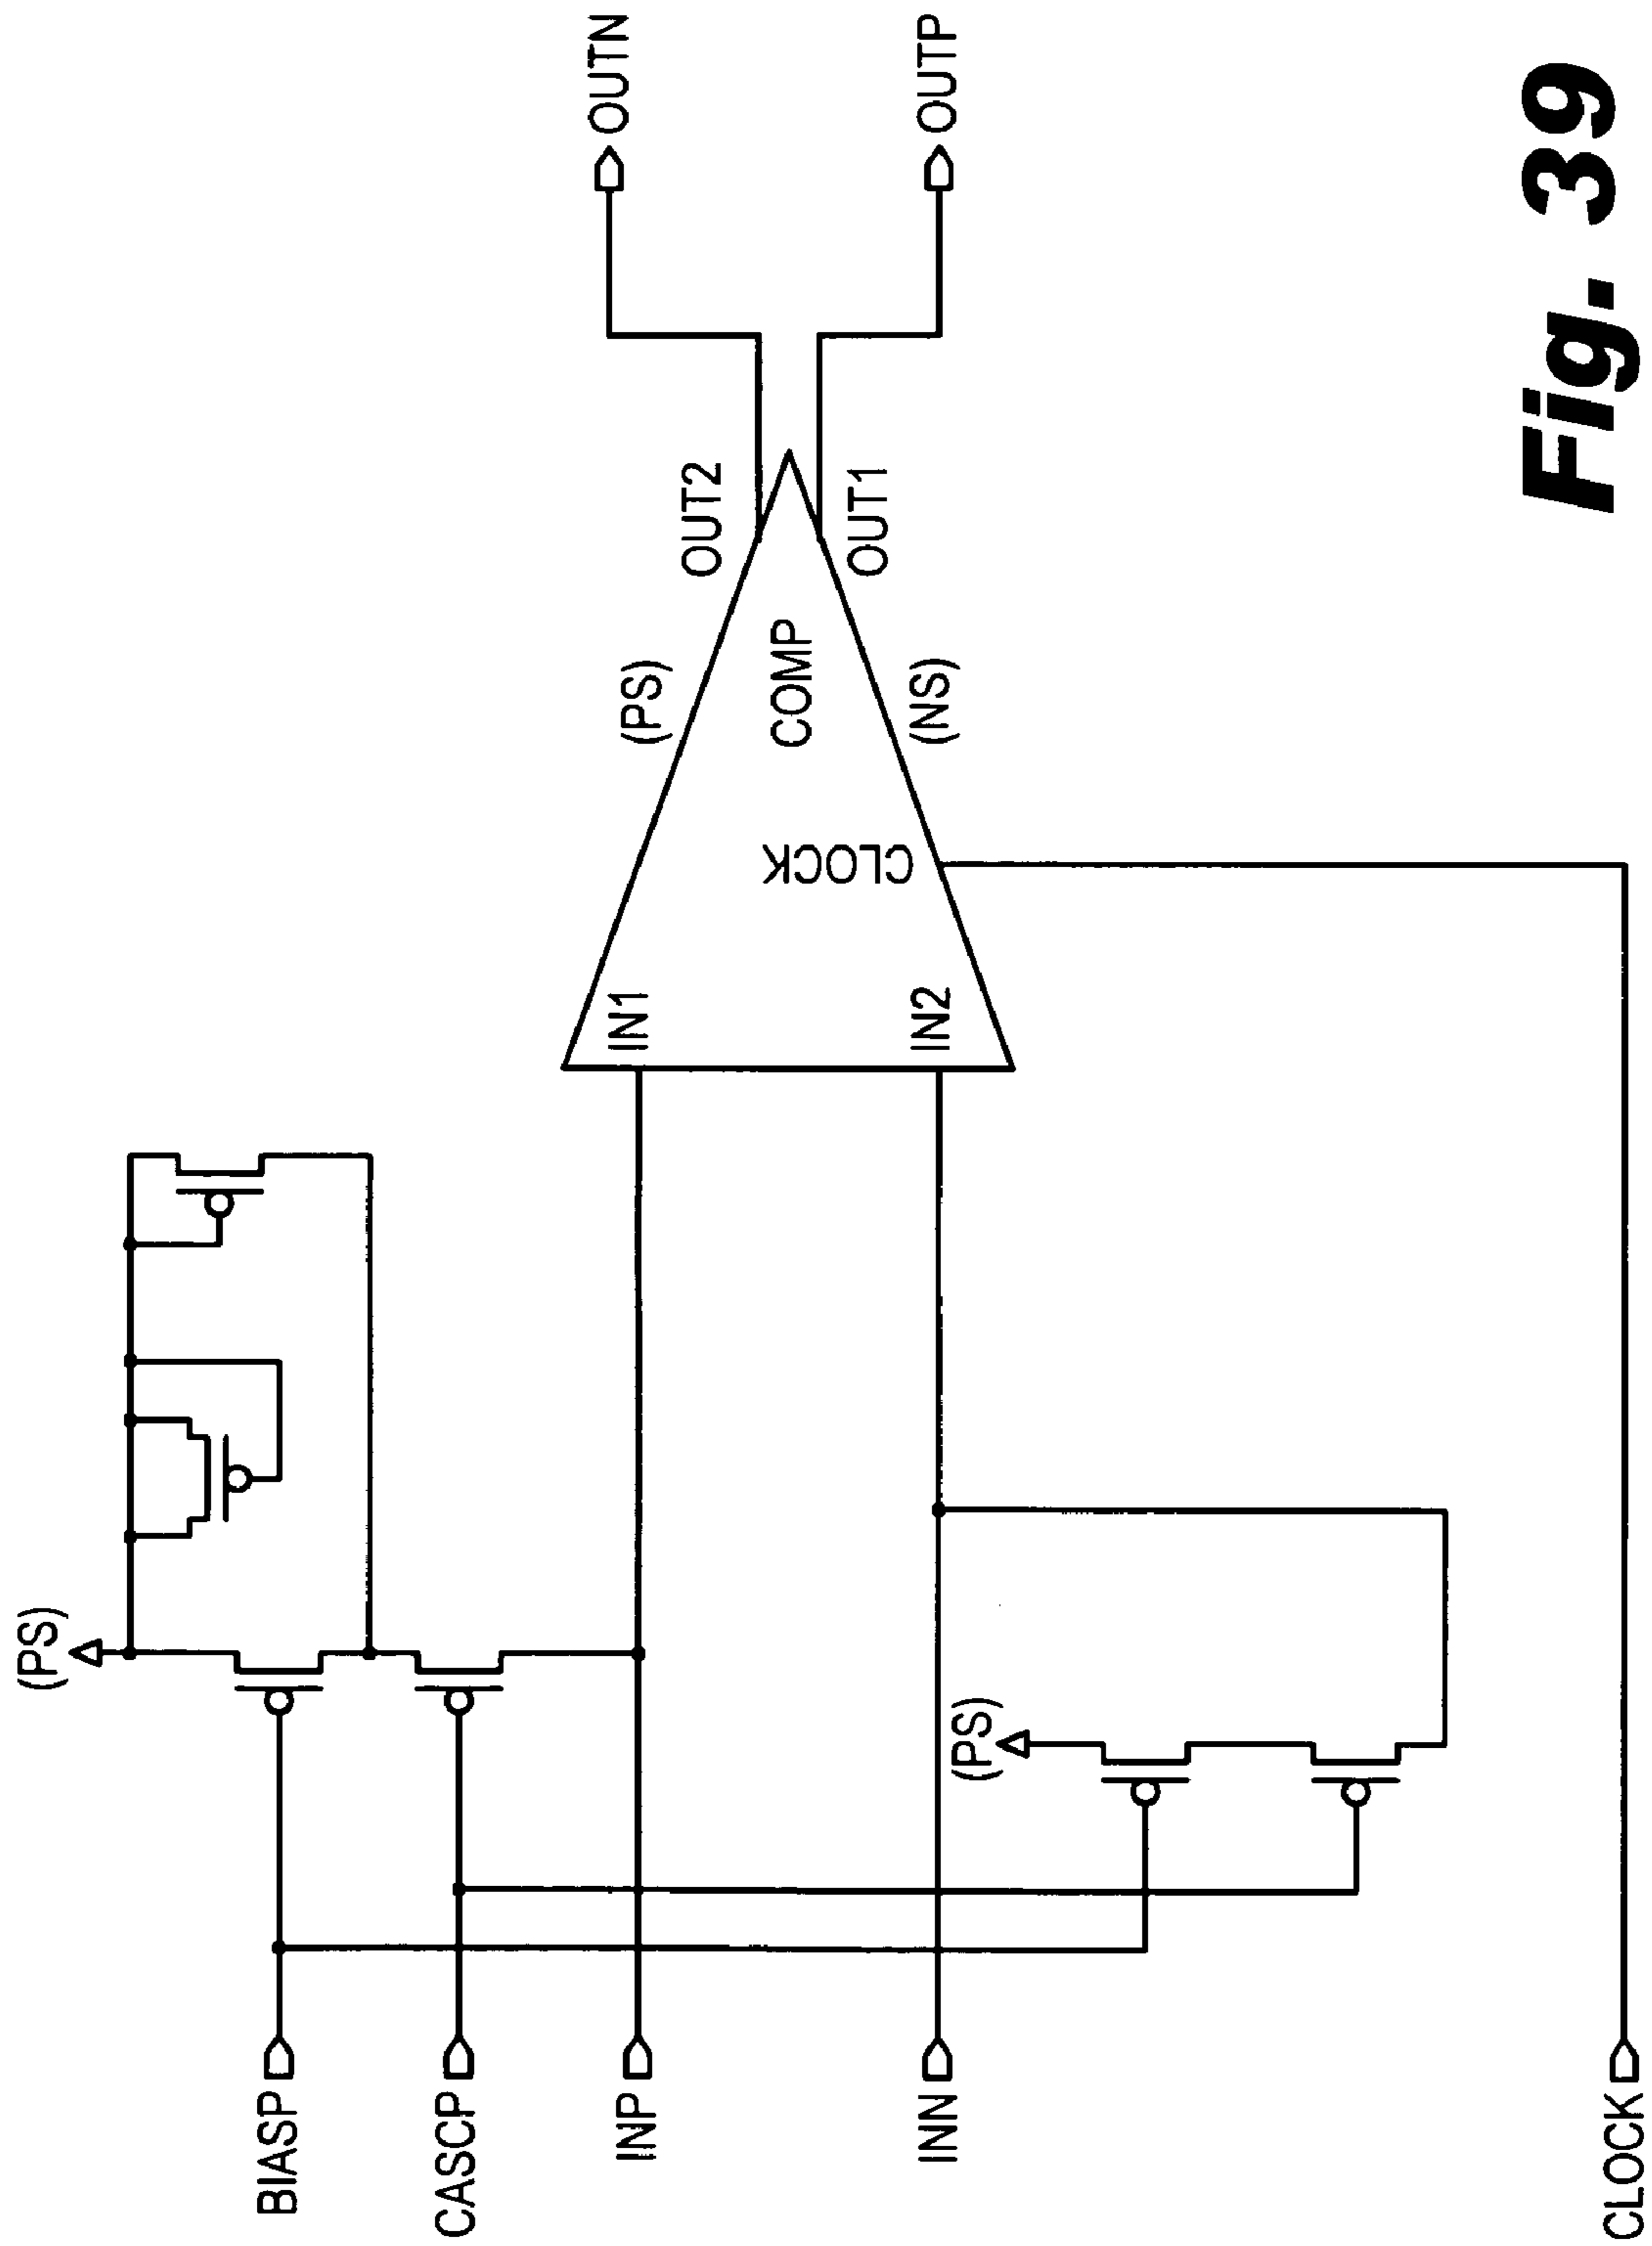 (PS)
BIASP
CASCP
INP
INN
CLOCK
(PS)
IN1
IN2
CLOCK
COMP
(PS)
(NS)
OUT2
OUT1
OUTN
OUTP
Fig. 39